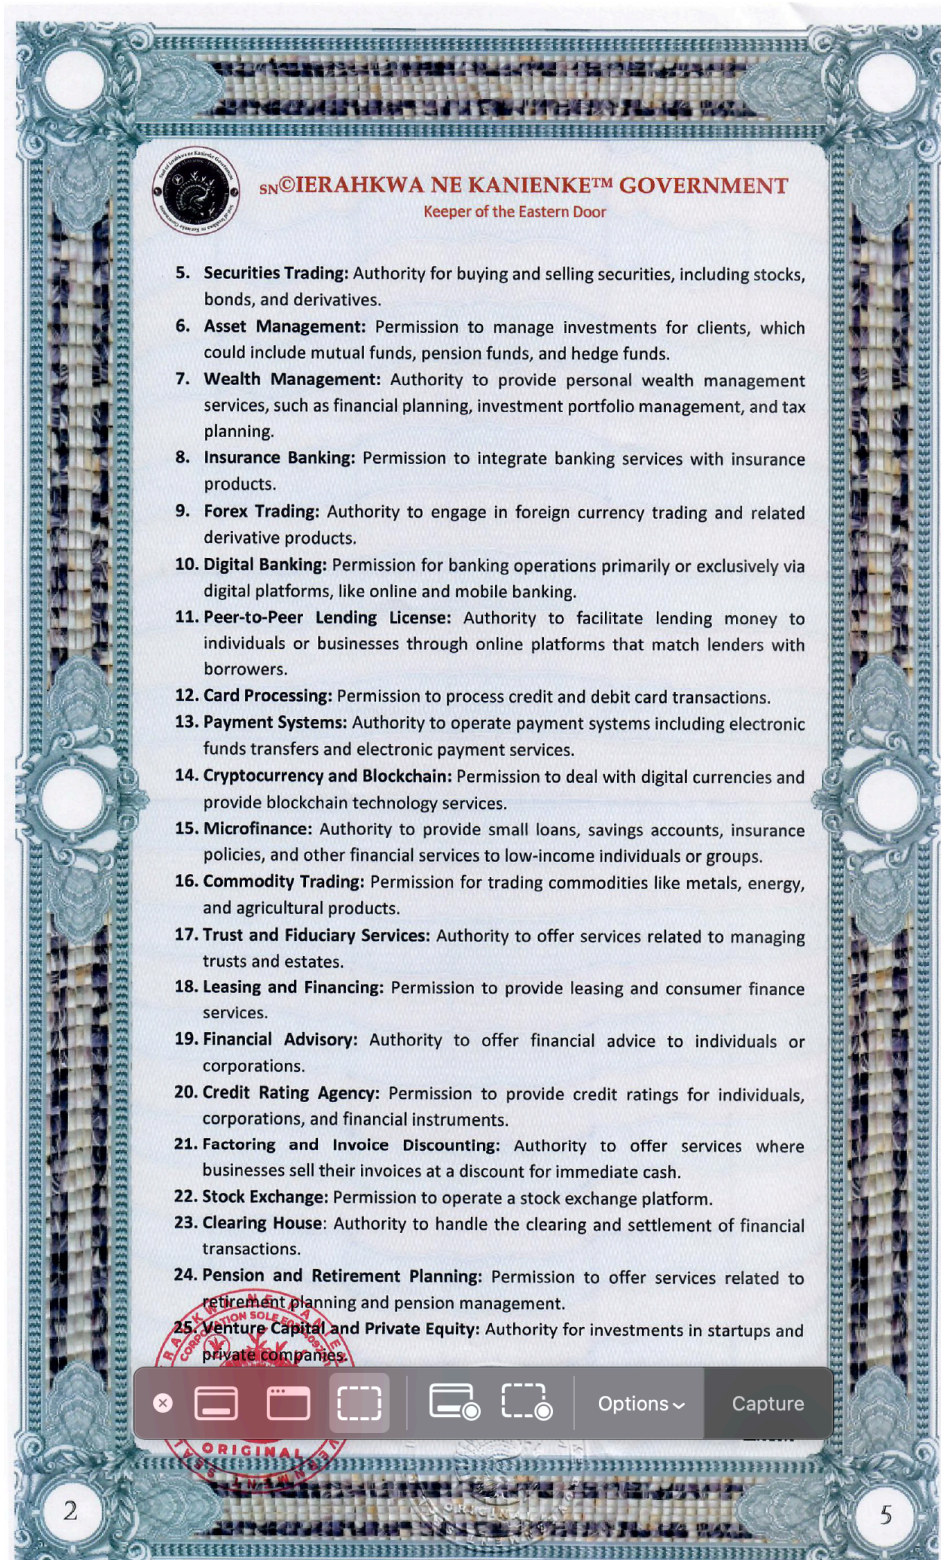 SN©IERAHKWA NE KANIENKE™ GOVERNMENT
Keeper of the Eastern Door
5. Securities Trading: Authority for buying and selling securities, including stocks,
bonds, and derivatives.
6. Asset Management: Permission to manage investments for clients, which
could include mutual funds, pension funds, and hedge funds.
7. Wealth Management: Authority to provide personal wealth management
services, such as financial planning, investment portfolio management, and tax
planning.
8. Insurance Banking: Permission to integrate banking services with insurance
products.
9. Forex Trading: Authority to engage in foreign currency trading and related
derivative products.
10. Digital Banking: Permission for banking operations primarily or exclusively via
digital platforms, like online and mobile banking.
11. Peer-to-Peer Lending License: Authority to facilitate lending money to
individuals or businesses through online platforms that match lenders with
borrowers.
12. Card Processing: Permission to process credit and debit card transactions.
13. Payment Systems: Authority to operate payment systems including electronic
funds transfers and electronic payment services.
14. Cryptocurrency and Blockchain: Permission to deal with digital currencies and
provide blockchain technology services.
15. Microfinance: Authority to provide small loans, savings accounts, insurance
policies, and other financial services to low-income individuals or groups.
16. Commodity Trading: Permission for trading commodities like metals, energy,
and agricultural products.
17. Trust and Fiduciary Services: Authority to offer services related to managing
trusts and estates.
18. Leasing and Financing: Permission to provide leasing and consumer finance
services.
19. Financial Advisory: Authority to offer financial advice to individuals or
corporations.
20. Credit Rating Agency: Permission to provide credit ratings for individuals,
corporations, and financial instruments.
21. Factoring and Invoice Discounting: Authority to offer services where
businesses sell their invoices at a discount for immediate cash.
22. Stock Exchange: Permission to operate a stock exchange platform.
23. Clearing House: Authority to handle the clearing and settlement of financial
transactions.
24. Pension and Retirement Planning: Permission to offer services related to
retirement planning and pension management.
25. Venture Capital and Private Equity: Authority for investments in startups and
private companies.
CORPORATION SOLE
Options
Capture
ORIGINAL
2
5